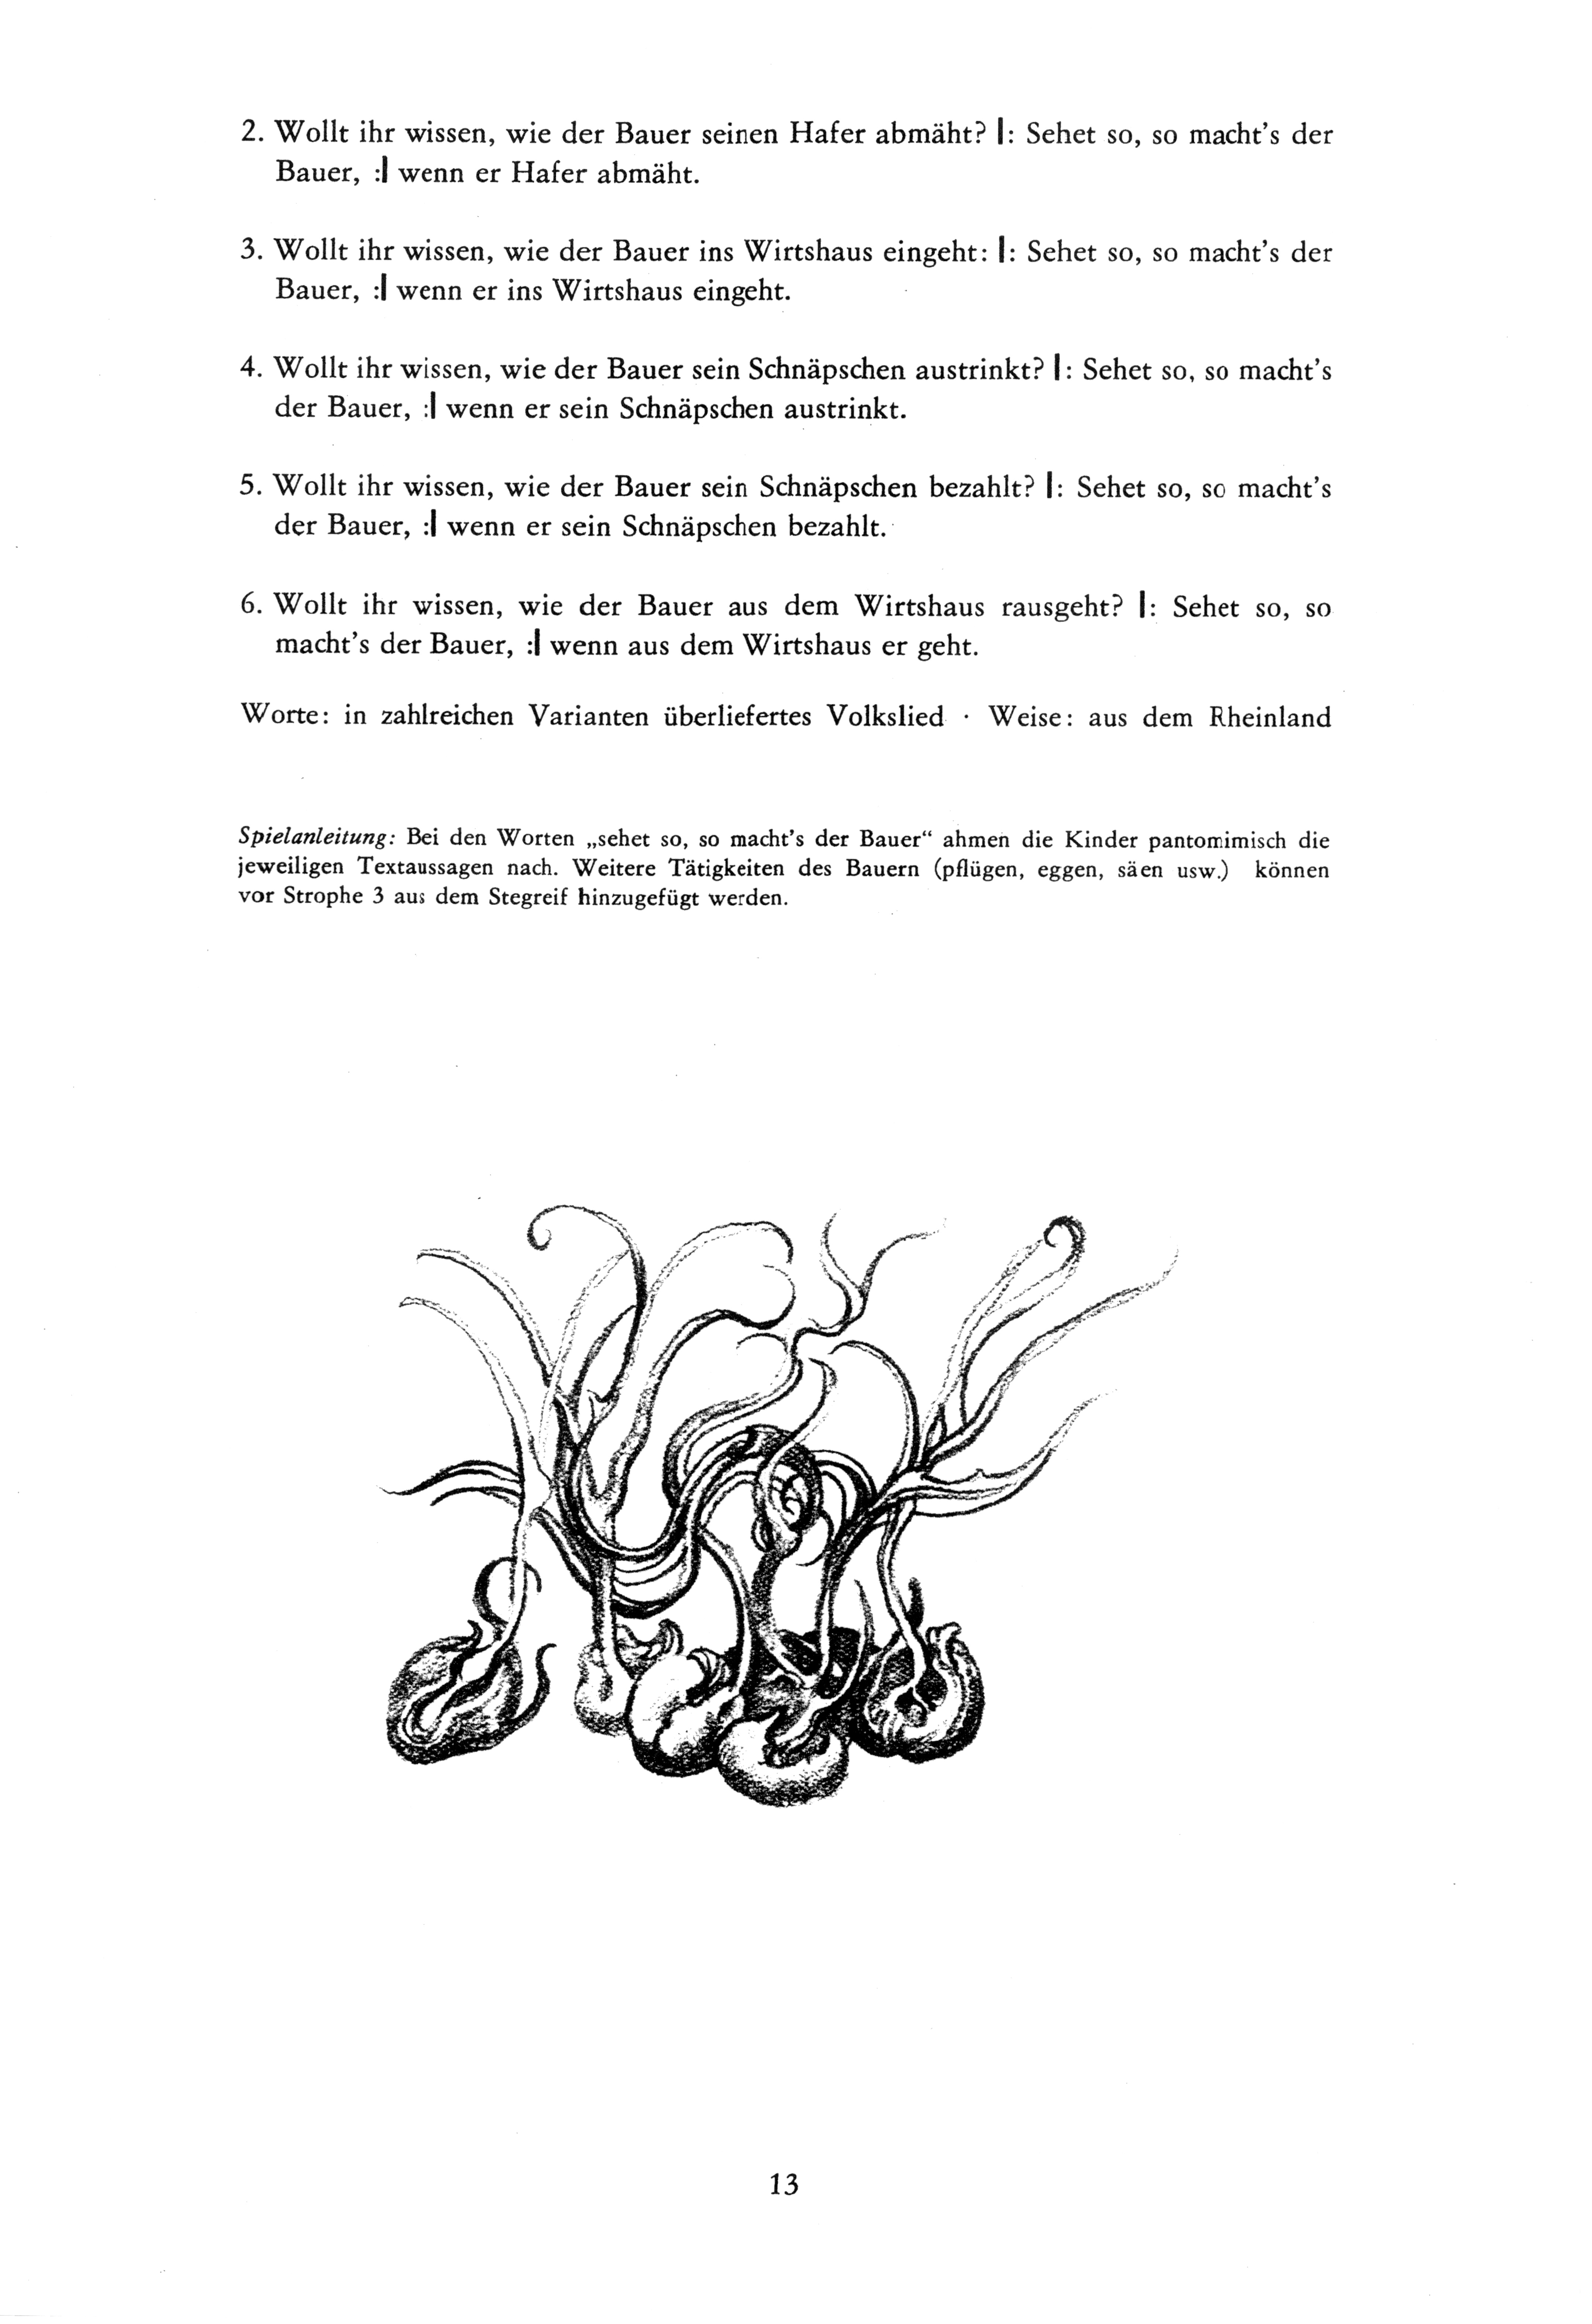 2. Wollt ihr wissen, wie der Bauer seinen Hafer abmäht? |: Sehet so, so macht's der
Bauer, :| wenn er Hafer abmäht.
3. Wollt ihr wissen, wie der Bauer ins Wirtshaus eingeht: |: Sehet so, so macht's der
Bauer, :| wenn er ins Wirtshaus eingeht.
4. Wollt ihr wissen, wie der Bauer sein Schnäpschen austrinkt? |: Sehet so, so macht's
der Bauer, :| wenn er sein Schnäpschen austrinkt.
5. Wollt ihr wissen, wie der Bauer sein Schnäpschen bezahlt? |: Sehet so, so macht's
der Bauer, :| wenn er sein Schnäpschen bezahlt.
6. Wollt ihr wissen, wie der Bauer aus dem Wirtshaus rausgeht? |: Sehet so, so
macht's der Bauer, :| wenn aus dem Wirtshaus er geht.
Worte: in zahlreichen Varianten überliefertes Volkslied · Weise: aus dem Rheinland
Spielanleitung: Bei den Worten „sehet so, so macht's der Bauer“ ahmen die Kinder pantomimisch die
jeweiligen Textaussagen nach. Weitere Tätigkeiten des Bauern (pflügen, eggen, säen usw.) können
vor Strophe 3 aus dem Stegreif hinzugefügt werden.
13